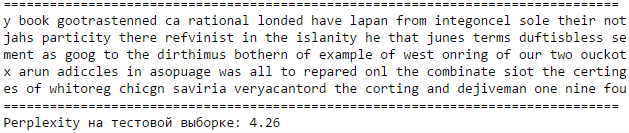 ================================================================================
y book gootrastenned ca rational londed have lapan from integoncel sole their not
jahs particity there refvinist in the islanity he that junes terms duftisbless se
ment as goog to the dirthimus bothern of example of west onring of our two ouckot
x arun adiccles in asopuage was all to repared onl the combinate siot the certing
es of whitoreg chicgn saviria veryacantord the corting and dejiveman one nine fou
================================================================================
Perplexity на тестовой выборке: 4.26